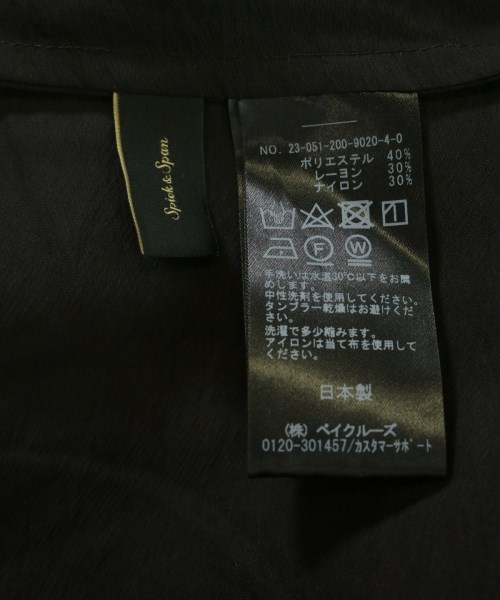 Spick & Span
NO. 23-051-200-9020-4-0
ポリエステル 40%
レーヨン 30%
ナイロン 30%
F W
手洗いは水温30℃以下をお薦
めします。
中性洗剤を使用してください。
タンブラー乾燥はお避けくだ
さい。
洗濯で多少縮みます。
アイロンは当て布を使用して
ください。
日本製
(株) ベイクルーズ
0120-301457/カスタマーサポート